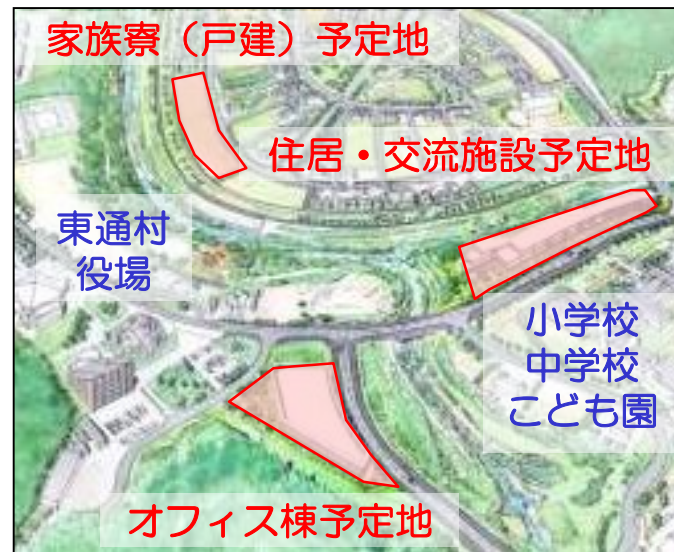 家族寮（戸建）予定地
住居・交流施設予定地
東通村
役場
小学校
中学校
こども園
オフィス棟予定地